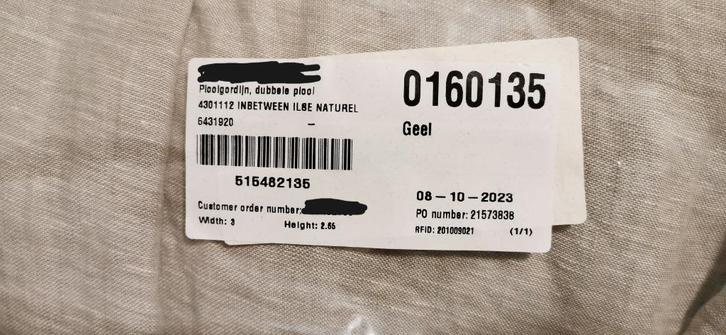 Plooigordijn, dubbele plooi
4301112 INBETWEEN ILSE NATUREL
6431920 –
515482135
Customer order number:
Width: 3 Height: 2.65
0160135
Geel
08-10-2023
PO number: 21573838
RFID: 201009021 (1/1)